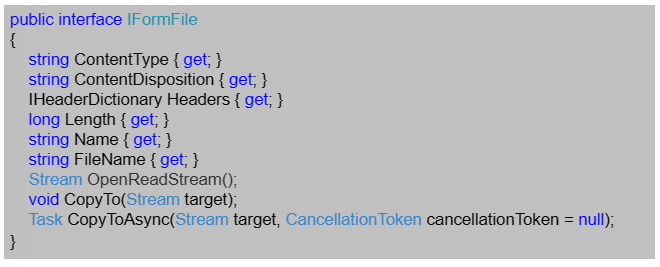 public interface IFormFile
{
string ContentType { get; }
string ContentDisposition { get; }
IHeaderDictionary Headers { get; }
long Length { get; }
string Name { get; }
string FileName { get; }
Stream OpenReadStream();
void CopyTo(Stream target);
Task CopyToAsync(Stream target, CancellationToken cancellationToken = null);
}